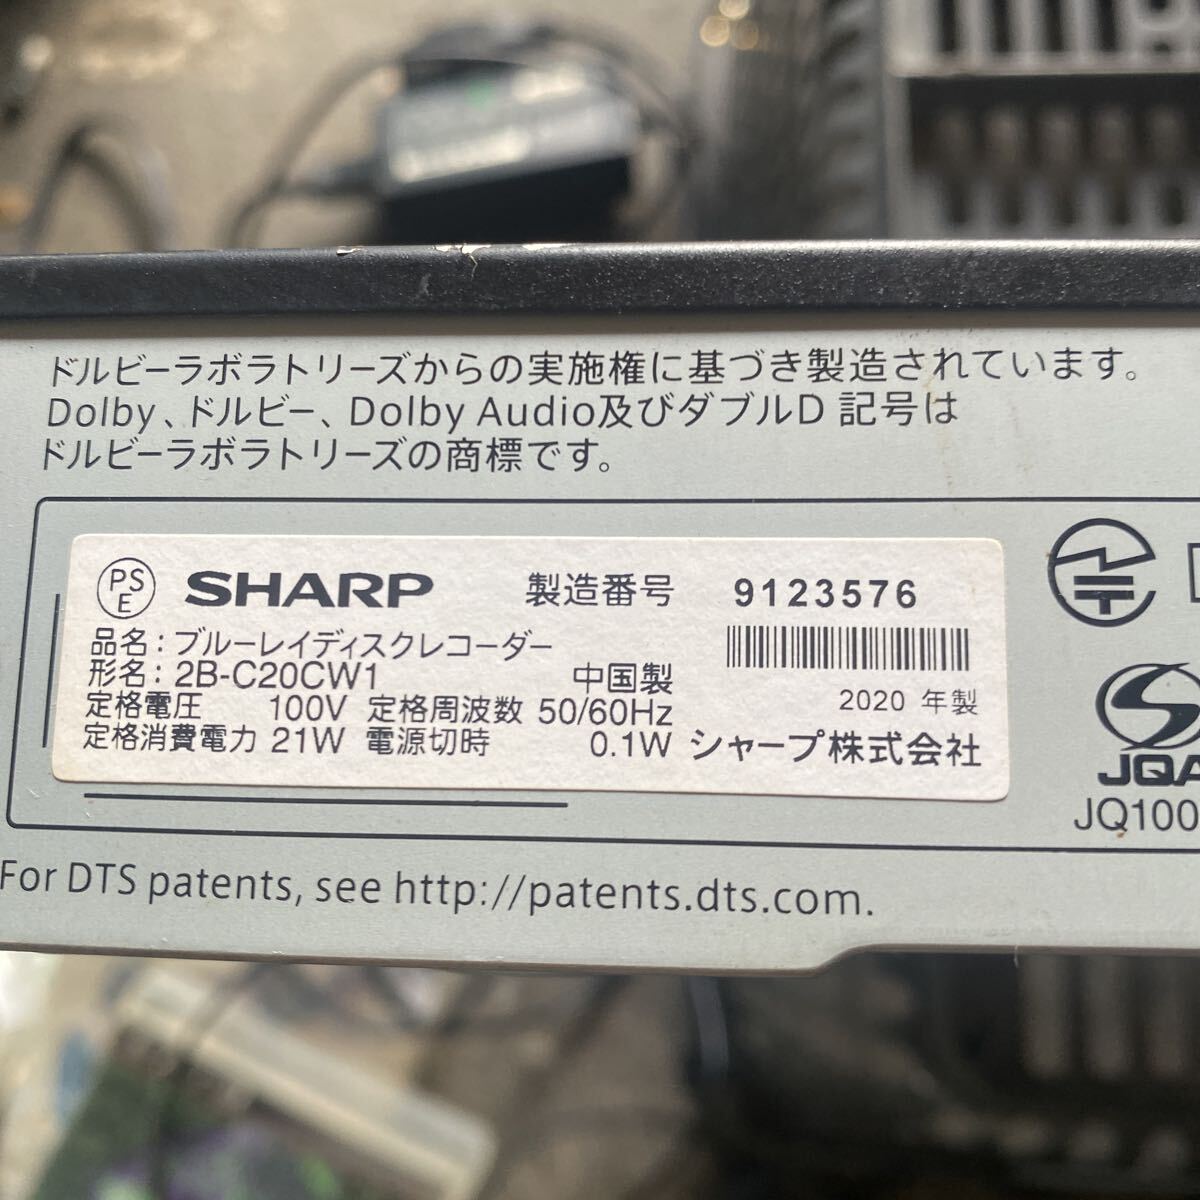 ドルビーラボラトリーズからの実施権に基づき製造されています。
Dolby、ドルビー、Dolby Audio及びダブルD 記号は
ドルビーラボラトリーズの商標です。
PS
E
SHARP 製造番号 9123576
品名：ブルーレイディスクレコーダー
形名：2B-C20CW1 中国製
2020 年製
定格電圧 100V 定格周波数 50/60Hz
定格消費電力 21W 電源切時 0.1W シャープ株式会社
JQA
JQ100
For DTS patents, see http://patents.dts.com.